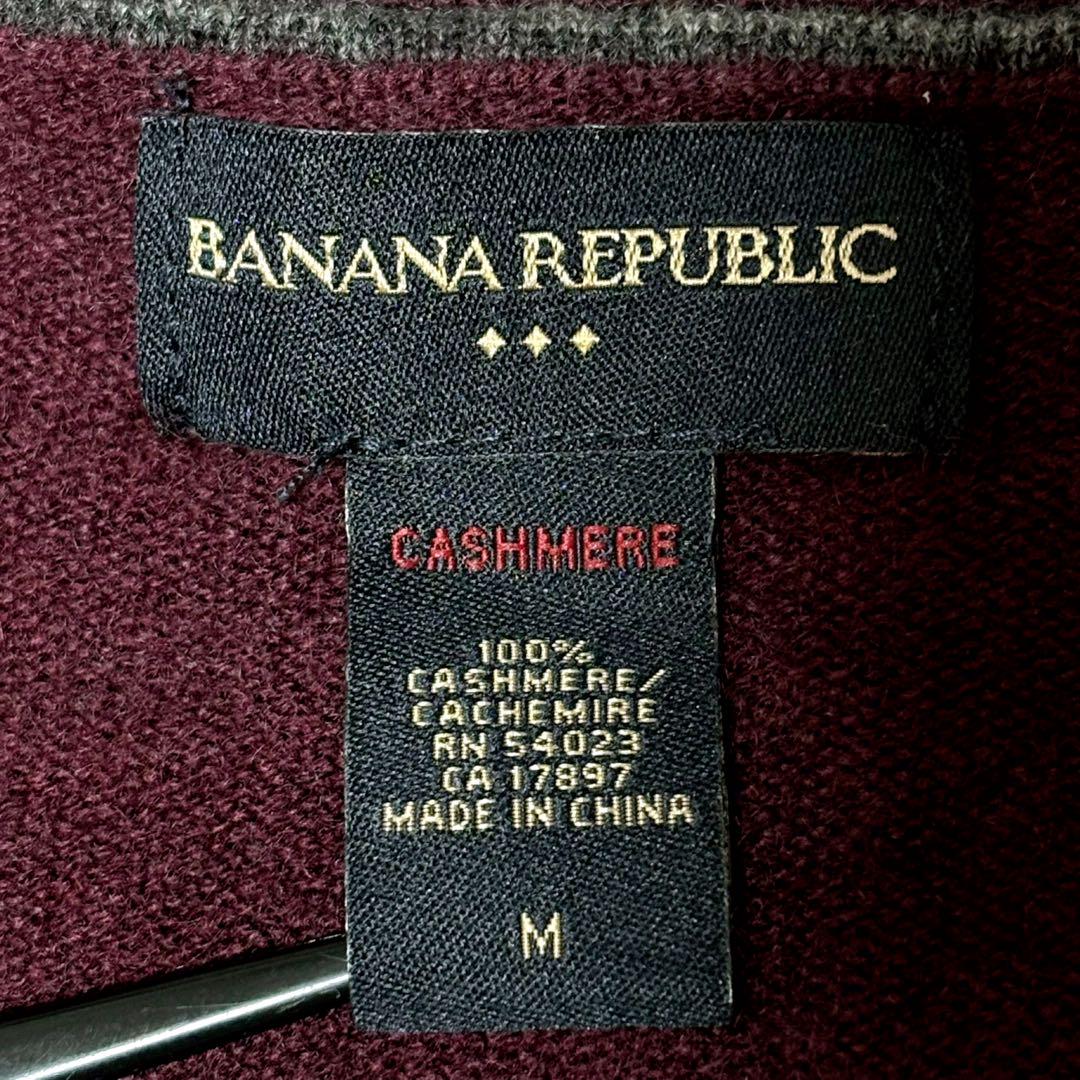 BANANA REPUBLIC
CASHMERE
100%
CASHMERE/
CACHEMIRE
RN 54023
CA 17897
MADE IN CHINA
M